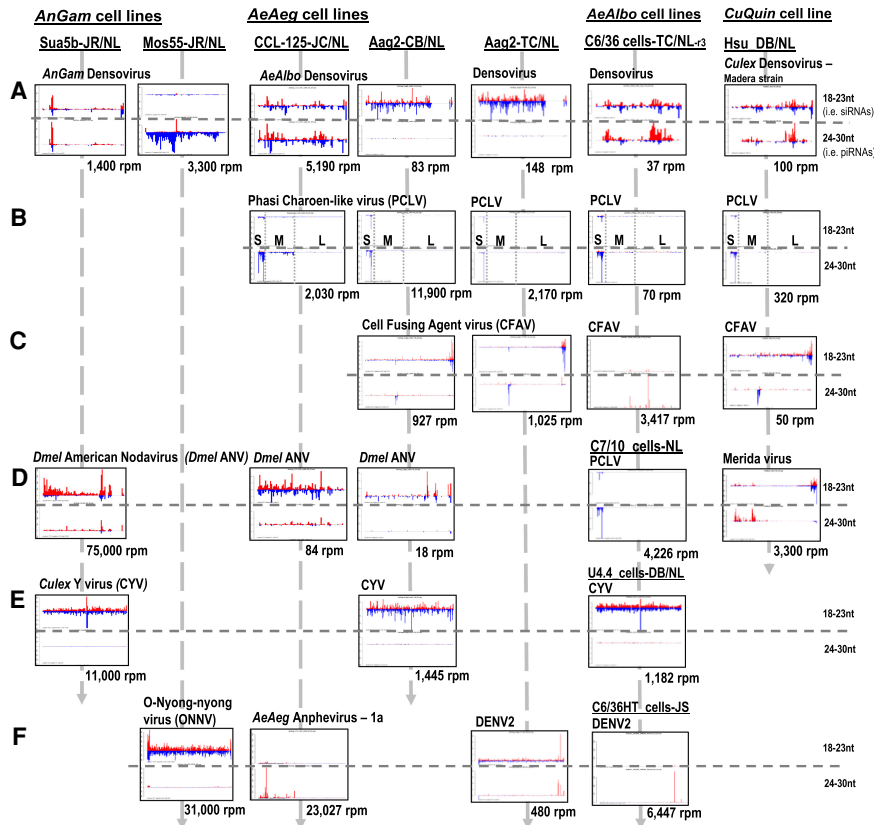 AnGam cell lines
AeAeg cell lines
AeAlbo cell lines
CuQuin cell line
Sua5b-JR/NL
Mos55-JR/NL
CCL-125-JC/NL
Aag2-CB/NL
Aag2-TC/NL
C6/36 cells-TC/NL-r3
Hsu_DB/NL
A
AnGam Densovirus
AeAlbo Densovirus
Densovirus
Densovirus
Culex Densovirus –
Madera strain
18-23nt
(i.e. siRNAs)
24-30nt
(i.e. piRNAs)
1,400 rpm
3,300 rpm
5,190 rpm
83 rpm
148 rpm
37 rpm
100 rpm
B
Phasi Charoen-like virus (PCLV)
PCLV
PCLV
PCLV
S M L
S M L
S M L
S M L
S M L
18-23nt
24-30nt
2,030 rpm
11,900 rpm
2,170 rpm
70 rpm
320 rpm
C
Cell Fusing Agent virus (CFAV)
CFAV
CFAV
18-23nt
24-30nt
927 rpm
1,025 rpm
3,417 rpm
50 rpm
D
Dmel American Nodavirus (Dmel ANV)
Dmel ANV
Dmel ANV
C7/10 cells-NL
PCLV
Merida virus
18-23nt
24-30nt
75,000 rpm
84 rpm
18 rpm
4,226 rpm
3,300 rpm
E
Culex Y virus (CYV)
CYV
U4.4 cells-DB/NL
CYV
18-23nt
24-30nt
11,000 rpm
1,445 rpm
1,182 rpm
F
O-Nyong-nyong
virus (ONNV)
AeAeg Anphevirus – 1a
DENV2
C6/36HT cells-JS
DENV2
18-23nt
24-30nt
31,000 rpm
23,027 rpm
480 rpm
6,447 rpm